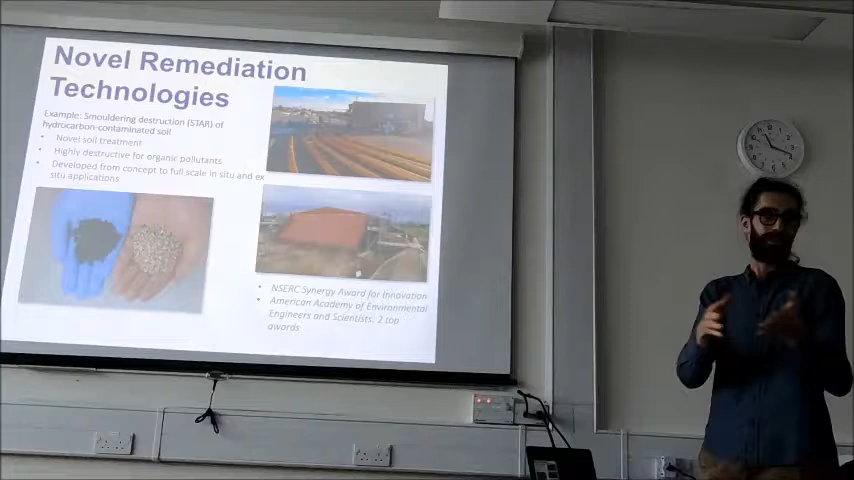 Novel Remediation
Technologies
Example: Smouldering destruction (STAR) of
hydrocarbon-contaminated soil
• Novel soil treatment
• Highly destructive for organic pollutants
• Developed from concept to full scale in situ and ex
situ applications
• NSERC Synergy Award for Innovation
• American Academy of Environmental
Engineers and Scientists: 2 top
awards